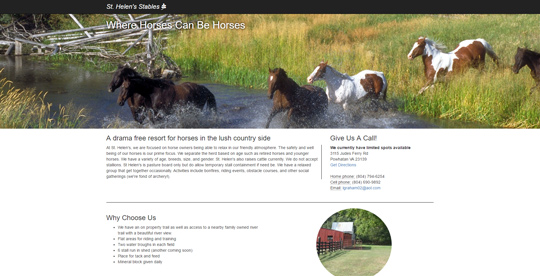 St. Helen's Stables
Where Horses Can Be Horses
A drama free resort for horses in the lush country side
At St. Helen's, we are focused on horse owners being able to relax in our friendly atmosphere. The safety and well
being of our horses is our prime focus. We separate the herd based on age such as retired horses and younger
horses. We have a variety of age, breeds, size, and gender. St. Helen's also raises cattle currently. We do not accept
stallions. St. Helen's is pasture board only but do allow temporary stall containment if need be. We have a relaxed
group that get together occasionally. Activities include bonfires, riding events, obstacle courses, and other social
gatherings (we're fond of archery!).
Give Us A Call!
We currently have limited spots available
3105 Judes Ferry Rd.
Powhatan VA 23139
Get Directions
Home phone: (804) 794-6204
Cell phone: (804)
Email:
Why Choose Us
We have an on property trail as well as access to a nearby family owned river
trail with a beautiful river view
Flat areas for riding and training
Two water troughs in each field
6 stall run in shed (another coming soon)
Place for tack and feed
Mineral block given daily